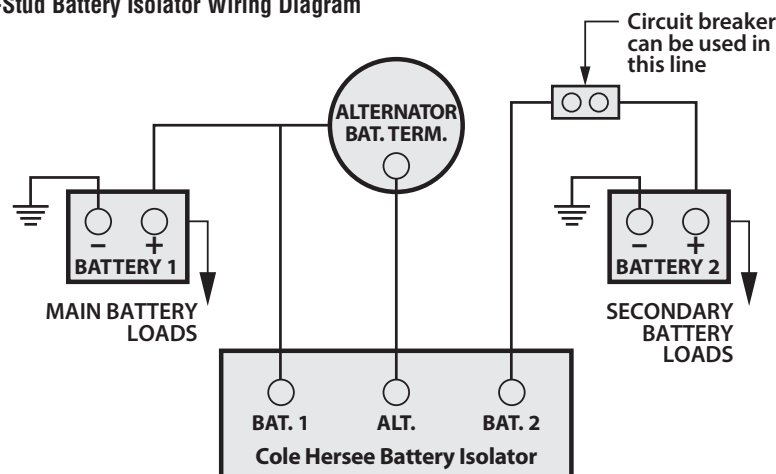 -Stud Battery Isolator Wiring Diagram
Circuit breaker
can be used in
this line
ALTERNATOR
BAT. TERM.
– +
BATTERY 1
– +
BATTERY 2
MAIN BATTERY
LOADS
SECONDARY
BATTERY
LOADS
BAT. 1 ALT. BAT. 2
Cole Hersee Battery Isolator